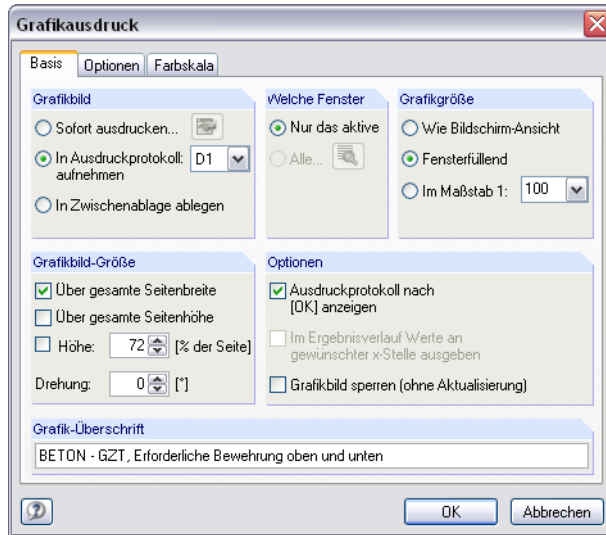 Grafikausdruck
Basis Optionen Farbskala
Grafikbild
Sofort ausdrucken...
In Ausdruckprotokoll: D1
aufnehmen
In Zwischenablage ablegen
Welche Fenster
Nur das aktive
Alle...
Grafikgröße
Wie Bildschirm-Ansicht
Fensterfüllend
Im Maßstab 1: 100
Grafikbild-Größe
Über gesamte Seitenbreite
Über gesamte Seitenhöhe
Höhe: 72 [% der Seite]
Drehung: 0 [°]
Optionen
Ausdruckprotokoll nach
[OK] anzeigen
Im Ergebnisverlauf Werte an
gewünschter x-Stelle ausgeben
Grafikbild sperren (ohne Aktualisierung)
Grafik-Überschrift
BETON - GZT, Erforderliche Bewehrung oben und unten
OK Abbrechen